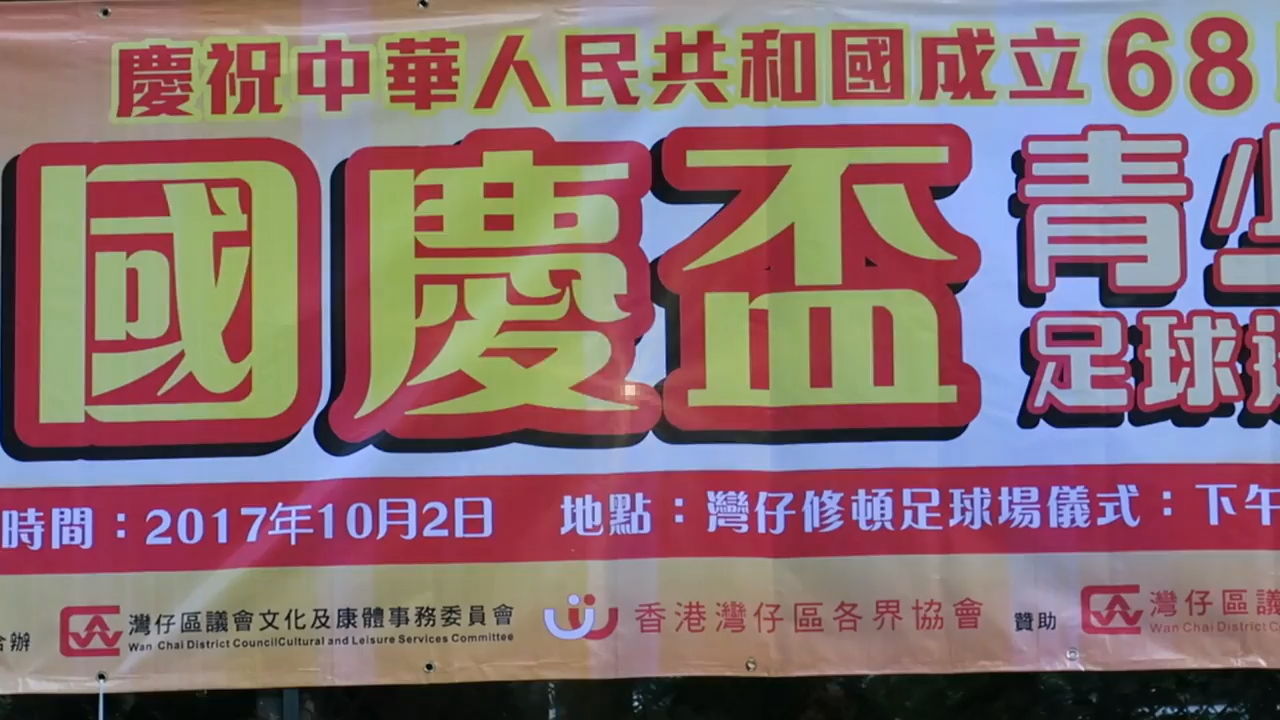 慶祝中華人民共和國成立68
國慶盃 青少
足球
時間：2017年10月2日 地點：灣仔修頓足球場儀式：下午
合辦 灣仔區議會文化及康體事務委員會 香港灣仔區各界協會 贊助 灣仔區議
Wan Chai District CouncilCultural and Leisure Services Committee Wan Chai District C